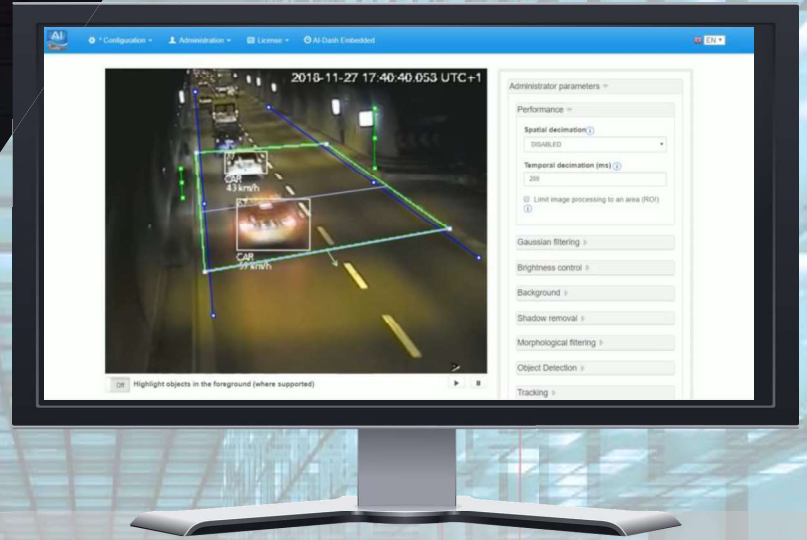 AI
* Configuration
Administration
License
AI-Dash Embedded
EN
2018-11-27 17:40:40.053 UTC+1
CAR
43 km/h
CAR
km/h
Off
Highlight objects in the foreground (where supported)
Administrator parameters
Performance
Spatial decimation
DISABLED
Temporal decimation (ms)
Limit image processing to an area (ROI)
Gaussian filtering
Brightness control
Background
Shadow removal
Morphological filtering
Object Detection
Tracking